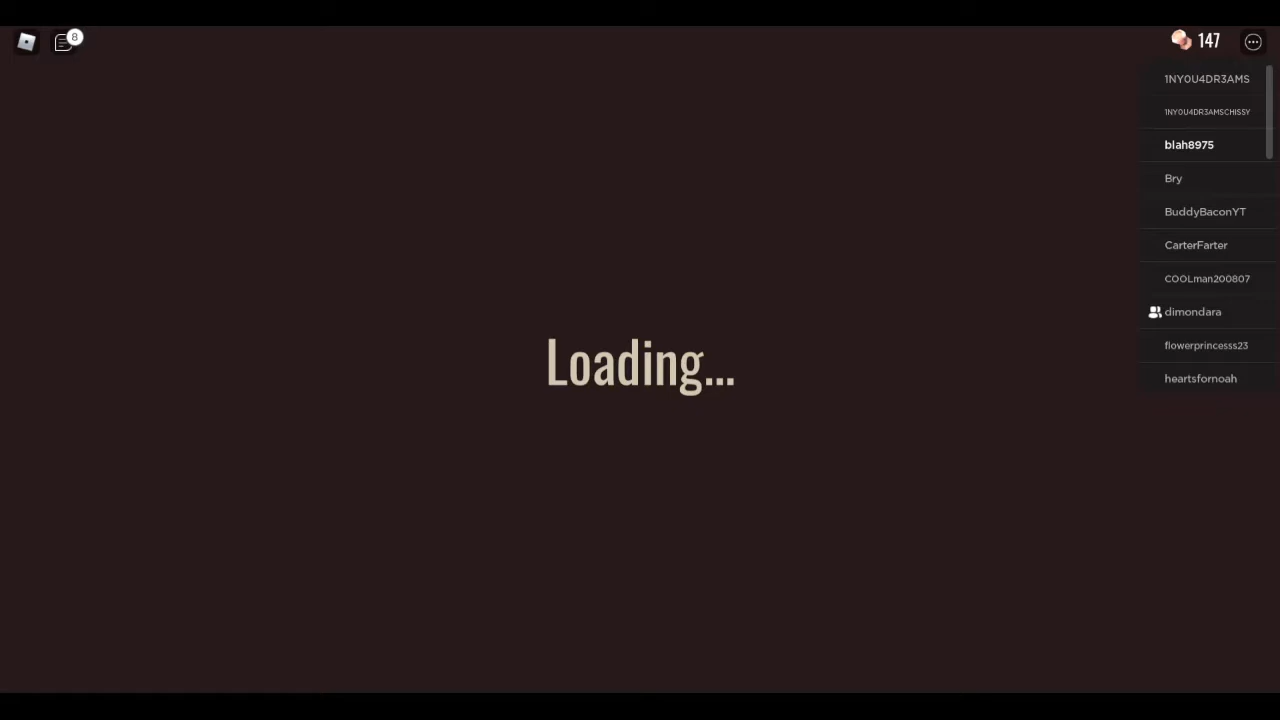 8
147
1NY0U4DR3AMS
1NY0U4DR3AMSCHISSY
blah8975
Bry
BuddyBaconYT
CarterFarter
COOLman200807
dimondara
flowerprincesss23
heartsfornoah
Loading...